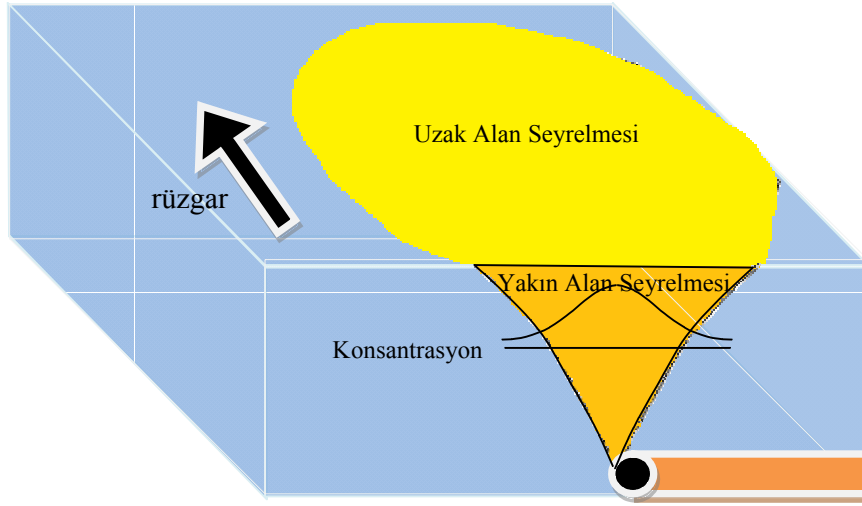 Uzak Alan Seyrelmesi
rüzgar
Yakın Alan Seyrelmesi
Konsantrasyon